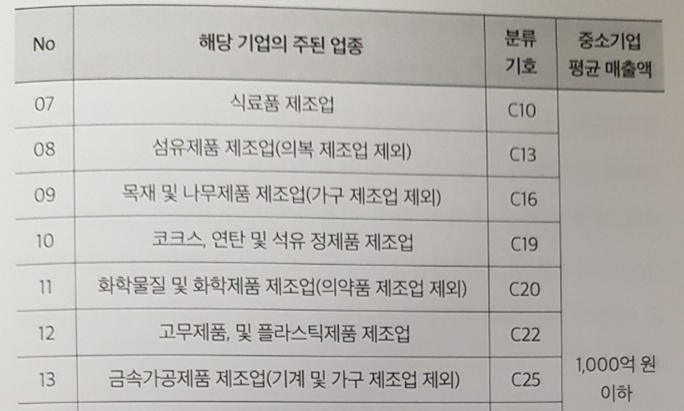 No 해당 기업의 주된 업종 분류 기호 중소기업 평균 매출액
07 식료품 제조업 C10
08 섬유제품 제조업(의복 제조업 제외) C13
09 목재 및 나무제품 제조업(가구 제조업 제외) C16
10 코크스, 연탄 및 석유 정제품 제조업 C19
11 화학물질 및 화학제품 제조업(의약품 제조업 제외) C20
12 고무제품, 및 플라스틱제품 제조업 C22
13 금속가공제품 제조업(기계 및 가구 제조업 제외) C25
1,000억 원
이하